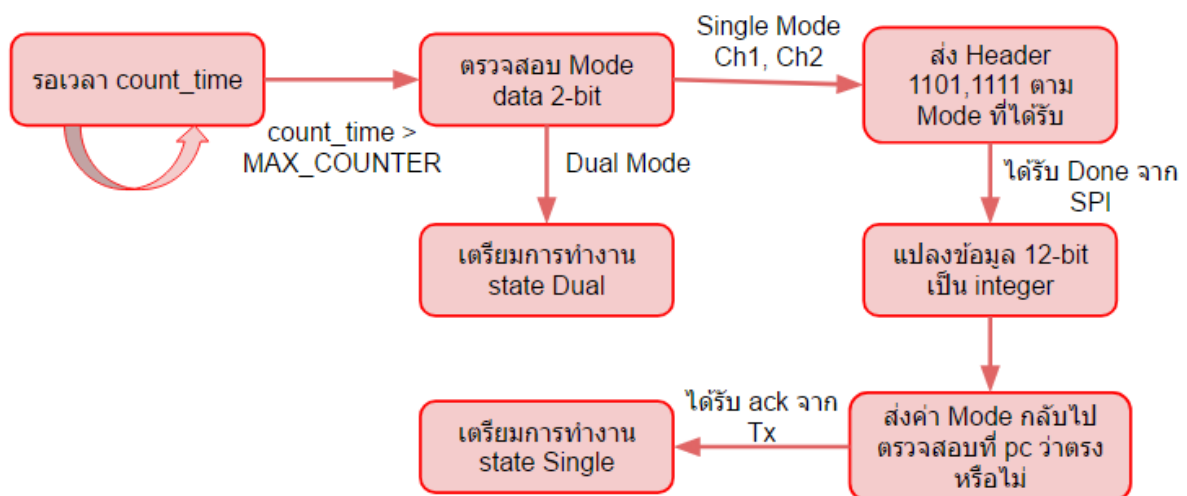 รอเวลา count_time
count_time >
MAX_COUNTER
ตรวจสอบ Mode
data 2-bit
Single Mode
Ch1, Ch2
ส่ง Header
1101,1111 ตาม
Mode ที่ได้รับ
Dual Mode
เตรียมการทำงาน
state Dual
ได้รับ Done จาก
SPI
แปลงข้อมูล 12-bit
เป็น integer
ส่งค่า Mode กลับไป
ตรวจสอบที่ pc ว่าตรง
หรือไม่
ได้รับ ack จาก
Tx
เตรียมการทำงาน
state Single